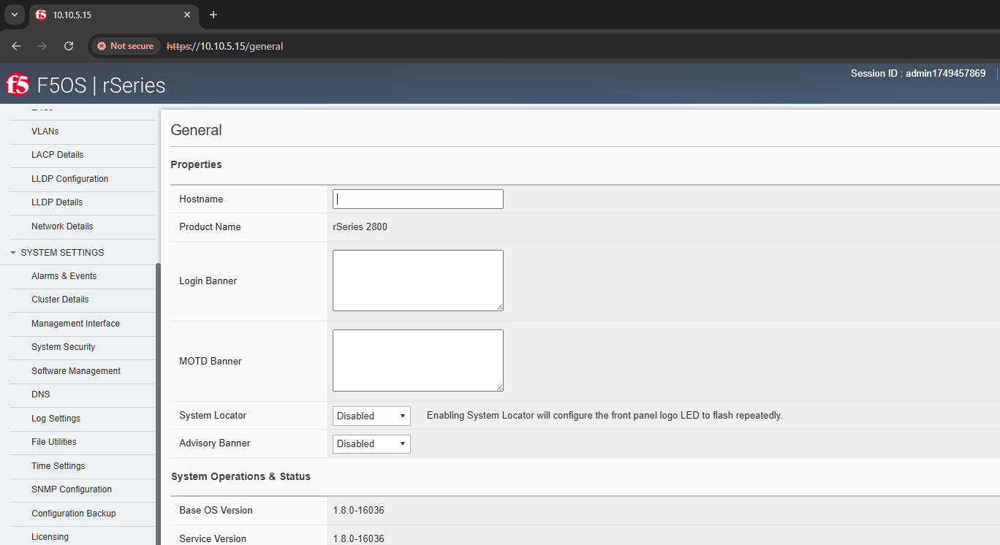 10.10.5.15
Not secure
https://10.10.5.15/general
f5 F5OS | rSeries
Session ID : admin1749457869
VLANs
LACP Details
LLDP Configuration
LLDP Details
Network Details
SYSTEM SETTINGS
Alarms & Events
Cluster Details
Management Interface
System Security
Software Management
DNS
Log Settings
File Utilities
Time Settings
SNMP Configuration
Configuration Backup
Licensing
General
Properties
Hostname
Product Name rSeries 2800
Login Banner
MOTD Banner
System Locator Disabled Enabling System Locator will configure the front panel logo LED to flash repeatedly.
Advisory Banner Disabled
System Operations & Status
Base OS Version 1.8.0-16036
Service Version 1.8.0-16036